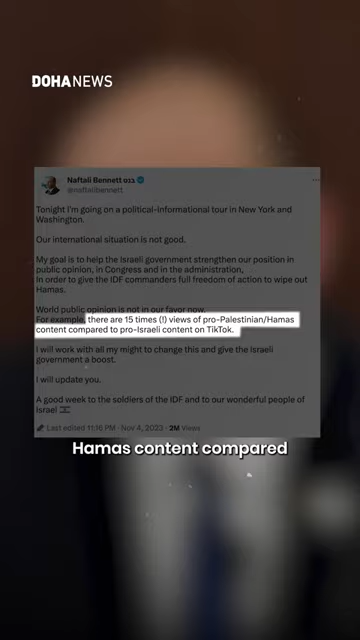 DOHA NEWS
Naftali Bennett בנט
@naftalibennett
...
Tonight I'm going on a political-informational tour in New York and
Washington.
Our international situation is not good.
My goal is to help the Israeli government strengthen our position in
public opinion, in Congress and in the administration,
In order to give the IDF commanders full freedom of action to wipe out
Hamas.
World public opinion is not in our favor now.
For example, there are 15 times (!) views of pro-Palestinian/Hamas
content compared to pro-Israeli content on TikTok.
I will work with all my might to change this and give the Israeli
government a boost.
I will update you.
A good week to the soldiers of the IDF and to our wonderful people of
Israel 🇮🇱
Last edited 11:16 PM · Nov 4, 2023 · 2M Views
Hamas content compared